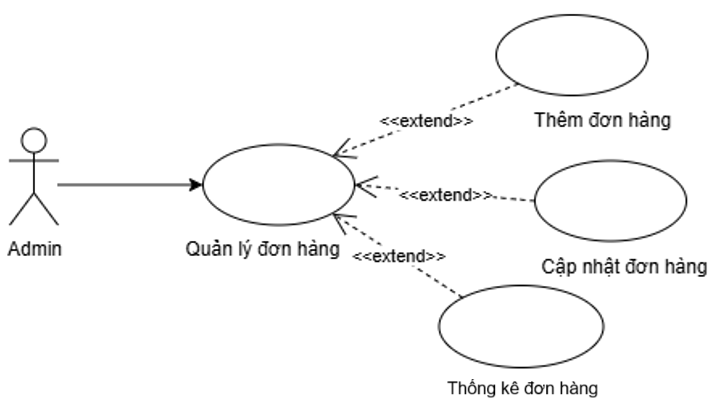 <<extend>>
Thêm đơn hàng
<<extend>>
Admin
Quản lý đơn hàng
<<extend>>
Cập nhật đơn hàng
Thống kê đơn hàng